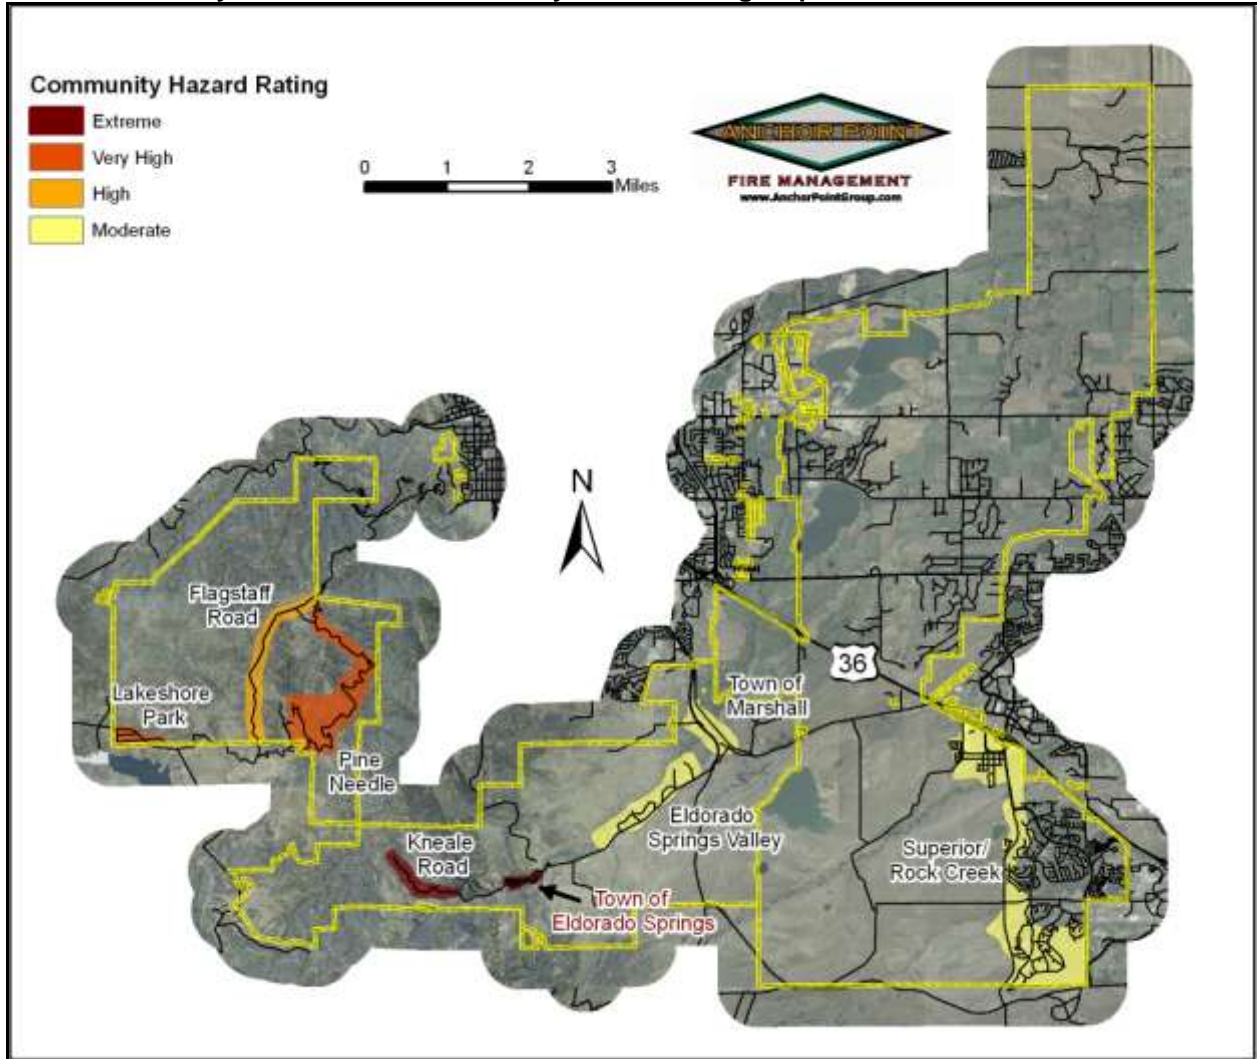 Community Hazard Rating
Extreme
Very High
High
Moderate
0 1 2 3
Miles
ANCHOR POINT
FIRE MANAGEMENT
www.AnchorPointGroup.com
N
Flagstaff
Road
Lakeshore
Park
Pine
Needle
Kneale
Road
Town of
Eldorado Springs
Eldorado
Springs Valley
Town of
Marshall
36
Superior/
Rock Creek